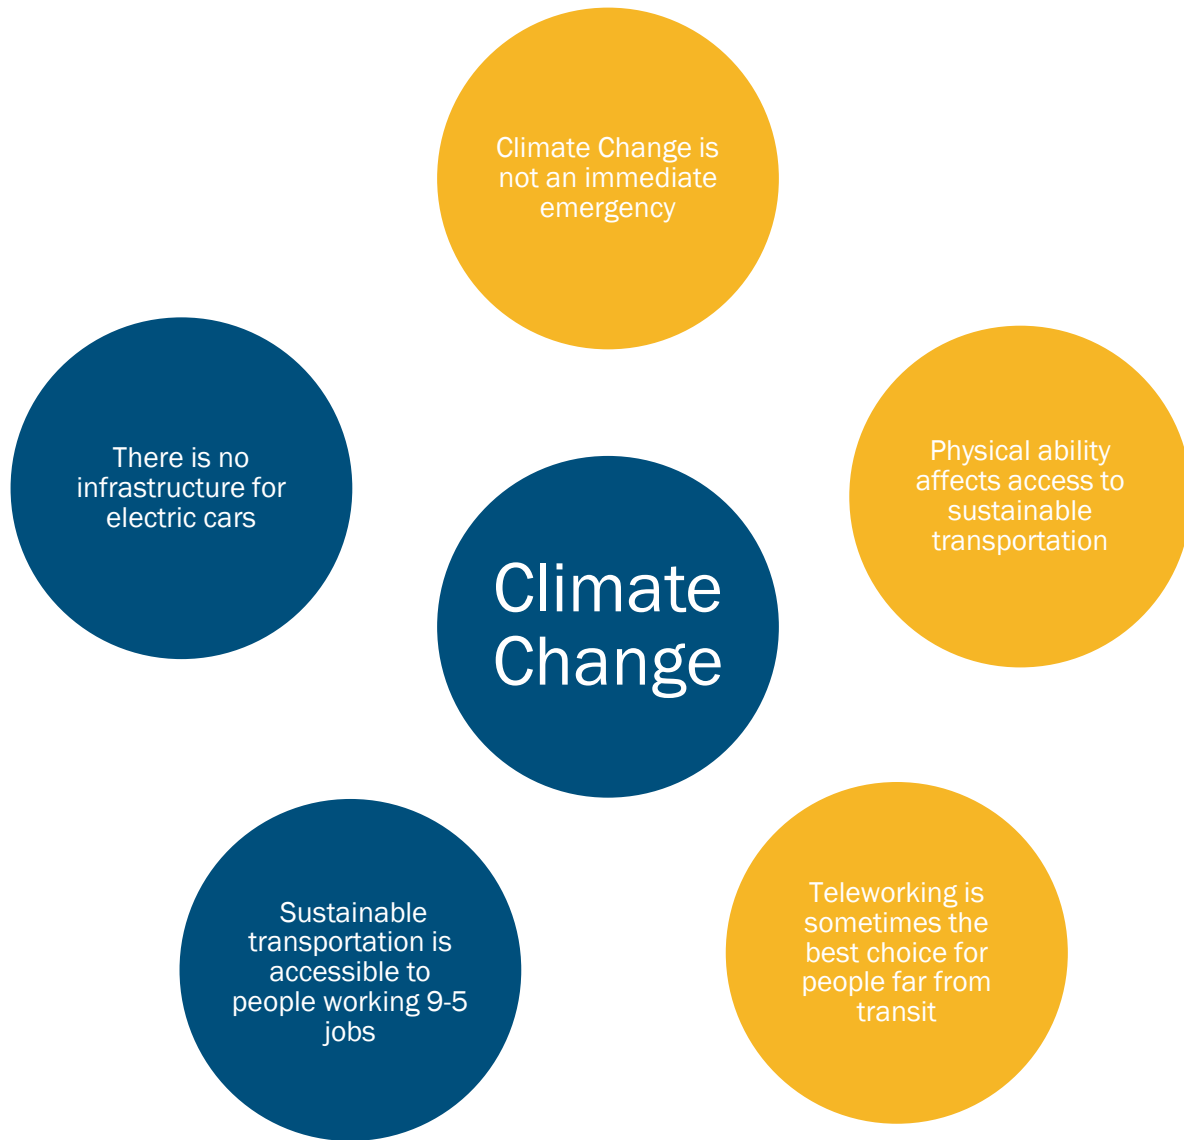 Climate Change is
not an immediate
emergency
There is no
infrastructure for
electric cars
Physical ability
affects access to
sustainable
transportation
Climate
Change
Sustainable
transportation is
accessible to
people working 9-5
jobs
Teleworking is
sometimes the
best choice for
people far from
transit